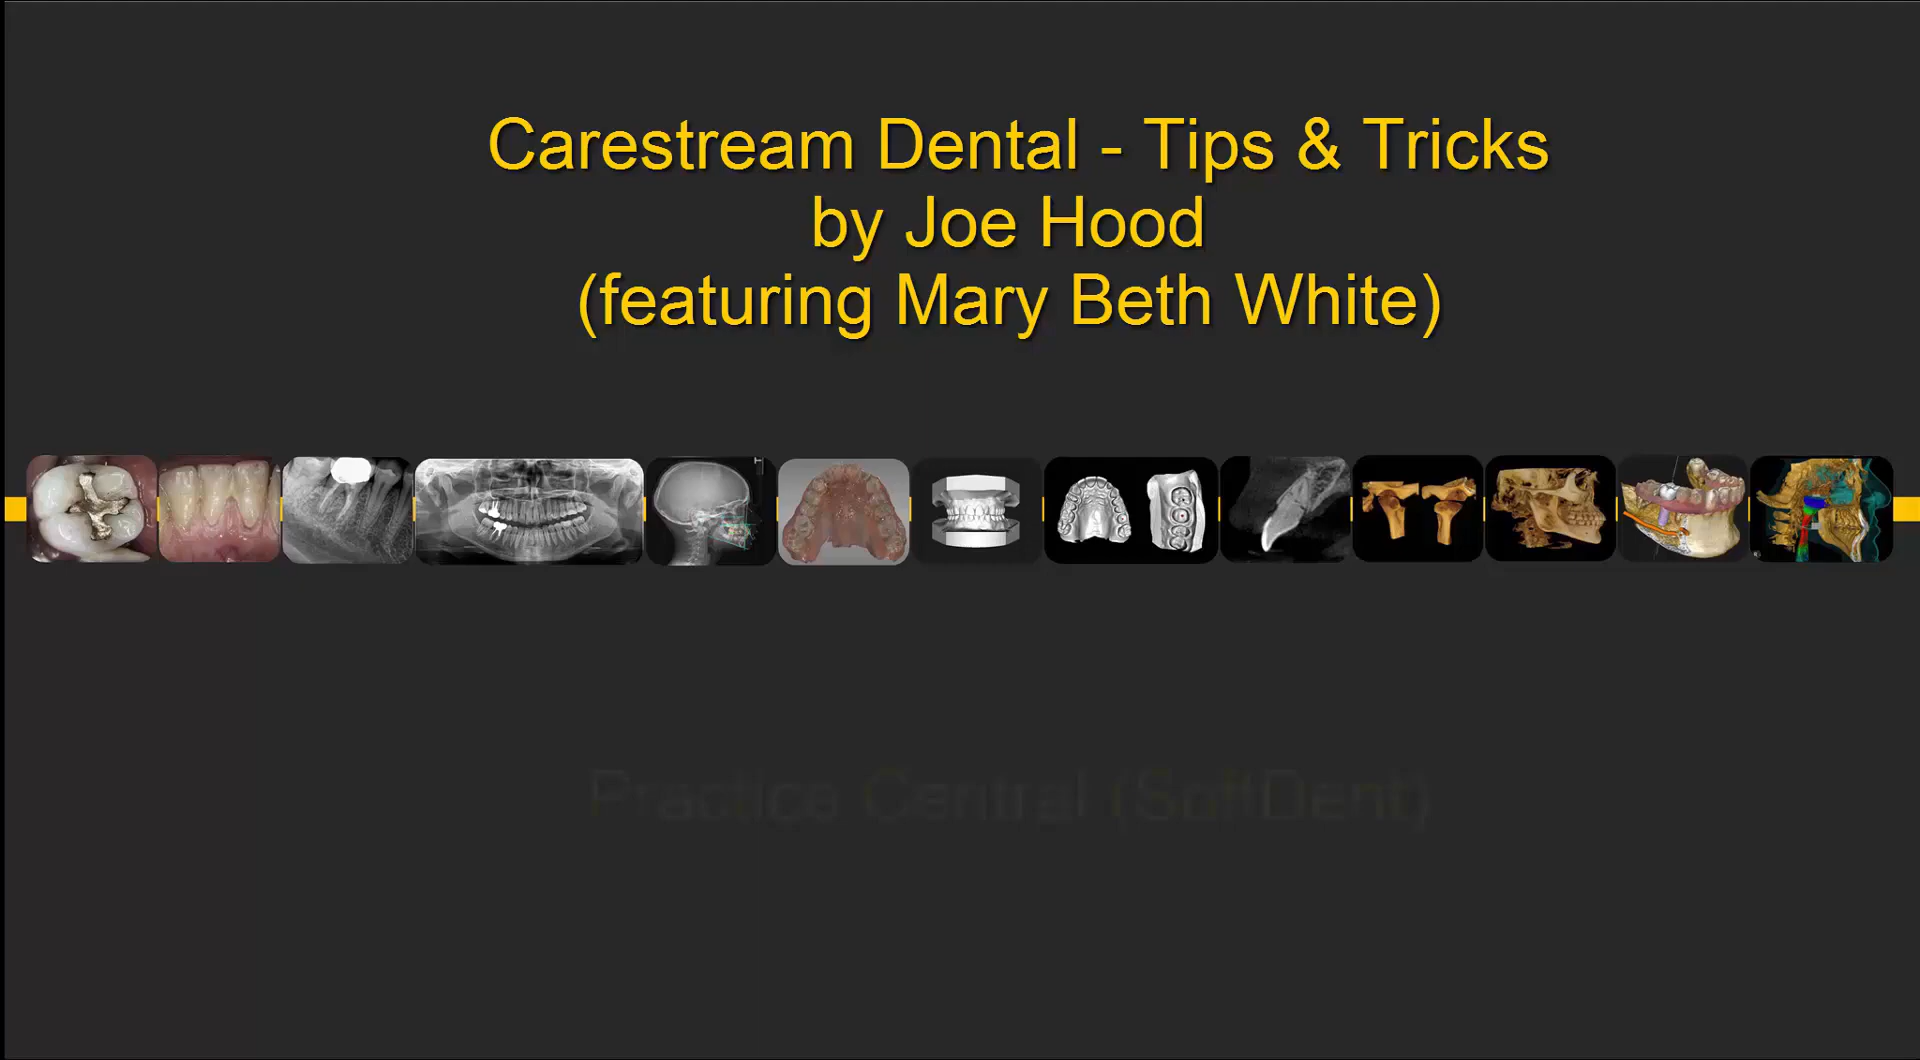 Carestream Dental - Tips & Tricks
by Joe Hood
(featuring Mary Beth White)
Practice Central (SoftDent)